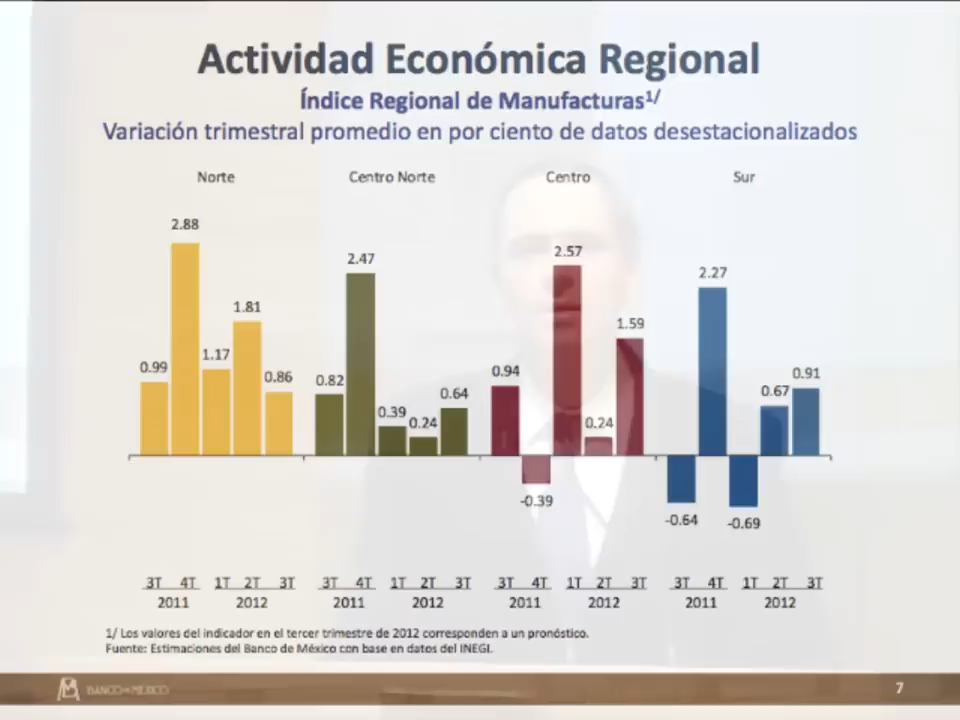 Actividad Económica Regional
Índice Regional de Manufacturas1/
Variación trimestral promedio en por ciento de datos desestacionalizados
Norte Centro Norte Centro Sur
2.88
2.47
2.57
2.27
1.81
1.59
1.17
0.99
0.86
0.82
0.39
0.24
0.64
0.94
0.24
0.67
0.91
-0.39
-0.64
-0.69
3T 4T 1T 2T 3T 3T 4T 1T 2T 3T 3T 4T 1T 2T 3T 3T 4T 1T 2T 3T
2011 2012 2011 2012 2011 2012 2011 2012
1/ Los valores del indicador en el tercer trimestre de 2012 corresponden a un pronóstico.
Fuente: Estimaciones del Banco de México con base en datos del INEGI.
BANCO DE MÉXICO
7